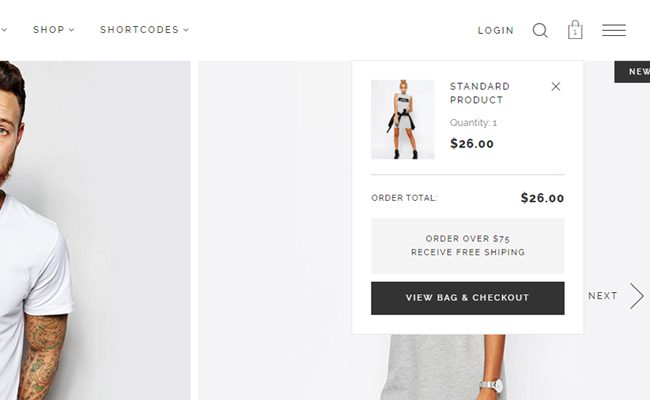 SHOP
SHORTCODES
LOGIN
1
NEW
STANDARD
PRODUCT
Quantity: 1
$26.00
ORDER TOTAL:
$26.00
ORDER OVER $75
RECEIVE FREE SHIPING
VIEW BAG & CHECKOUT
NEXT